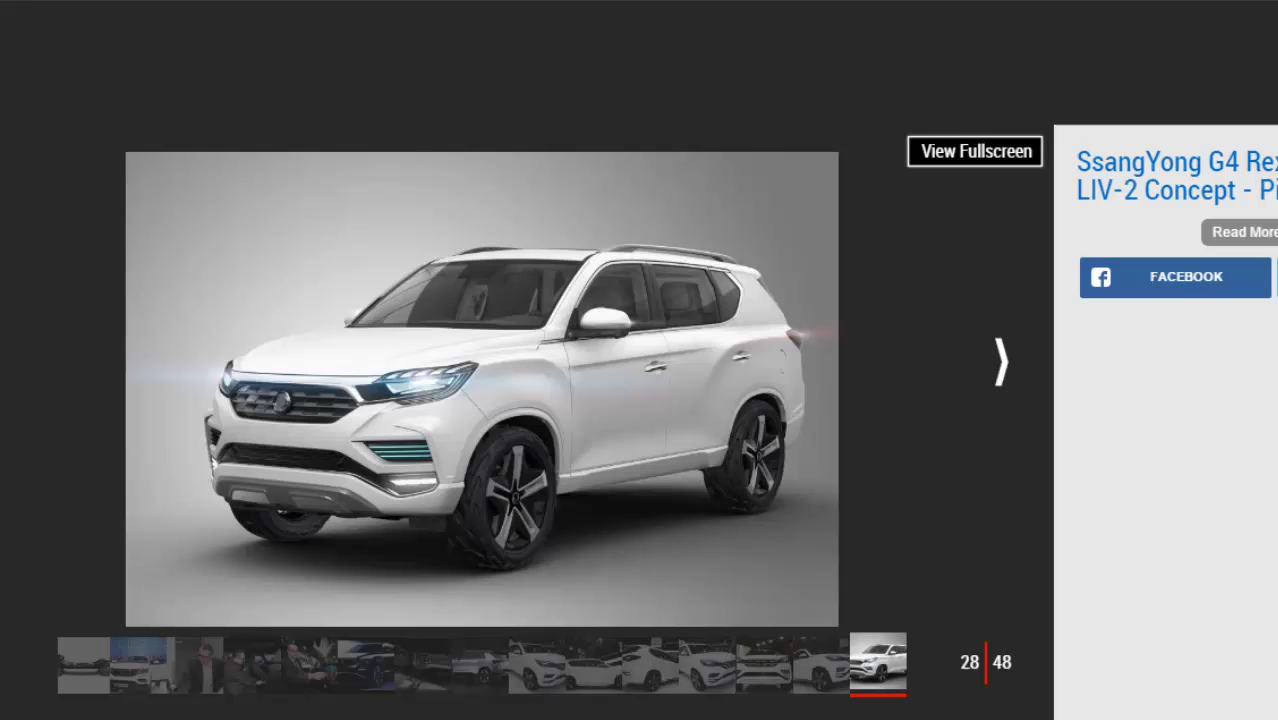 View Fullscreen
SsangYong G4 Rex
LIV-2 Concept - Pi
Read More
FACEBOOK
28 48